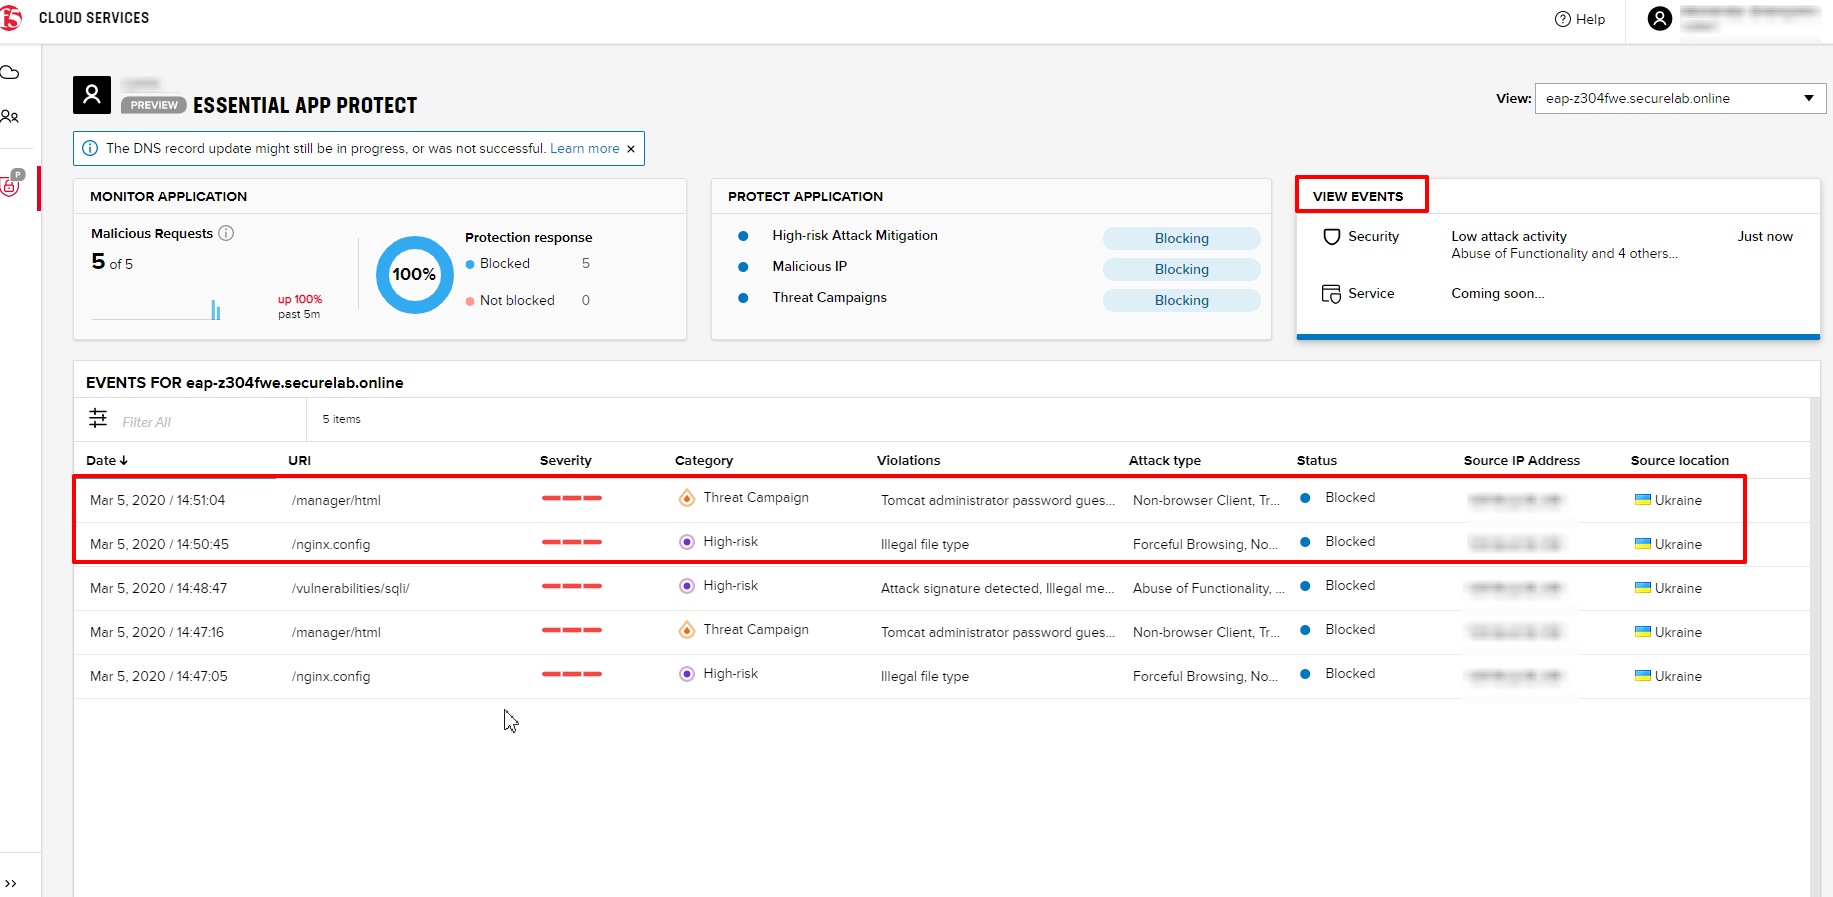 f5 CLOUD SERVICES
? Help
PREVIEW ESSENTIAL APP PROTECT
View: eap-z304fwe.securelab.online
The DNS record update might still be in progress, or was not successful. Learn more ×
P
MONITOR APPLICATION
Malicious Requests i
5 of 5
up 100%
past 5m
100%
Protection response
Blocked 5
Not blocked 0
PROTECT APPLICATION
High-risk Attack Mitigation Blocking
Malicious IP Blocking
Threat Campaigns Blocking
VIEW EVENTS
Security Low attack activity Just now
Abuse of Functionality and 4 others...
Service Coming soon...
EVENTS FOR eap-z304fwe.securelab.online
Filter All 5 items
Date ↓ URI Severity Category Violations Attack type Status Source IP Address Source location
Mar 5, 2020 / 14:51:04 /manager/html Threat Campaign Tomcat administrator password gues... Non-browser Client, Tr... Blocked Ukraine
Mar 5, 2020 / 14:50:45 /nginx.config High-risk Illegal file type Forceful Browsing, No... Blocked Ukraine
Mar 5, 2020 / 14:48:47 /vulnerabilities/sqli/ High-risk Attack signature detected, Illegal me... Abuse of Functionality, ... Blocked Ukraine
Mar 5, 2020 / 14:47:16 /manager/html Threat Campaign Tomcat administrator password gues... Non-browser Client, Tr... Blocked Ukraine
Mar 5, 2020 / 14:47:05 /nginx.config High-risk Illegal file type Forceful Browsing, No... Blocked Ukraine